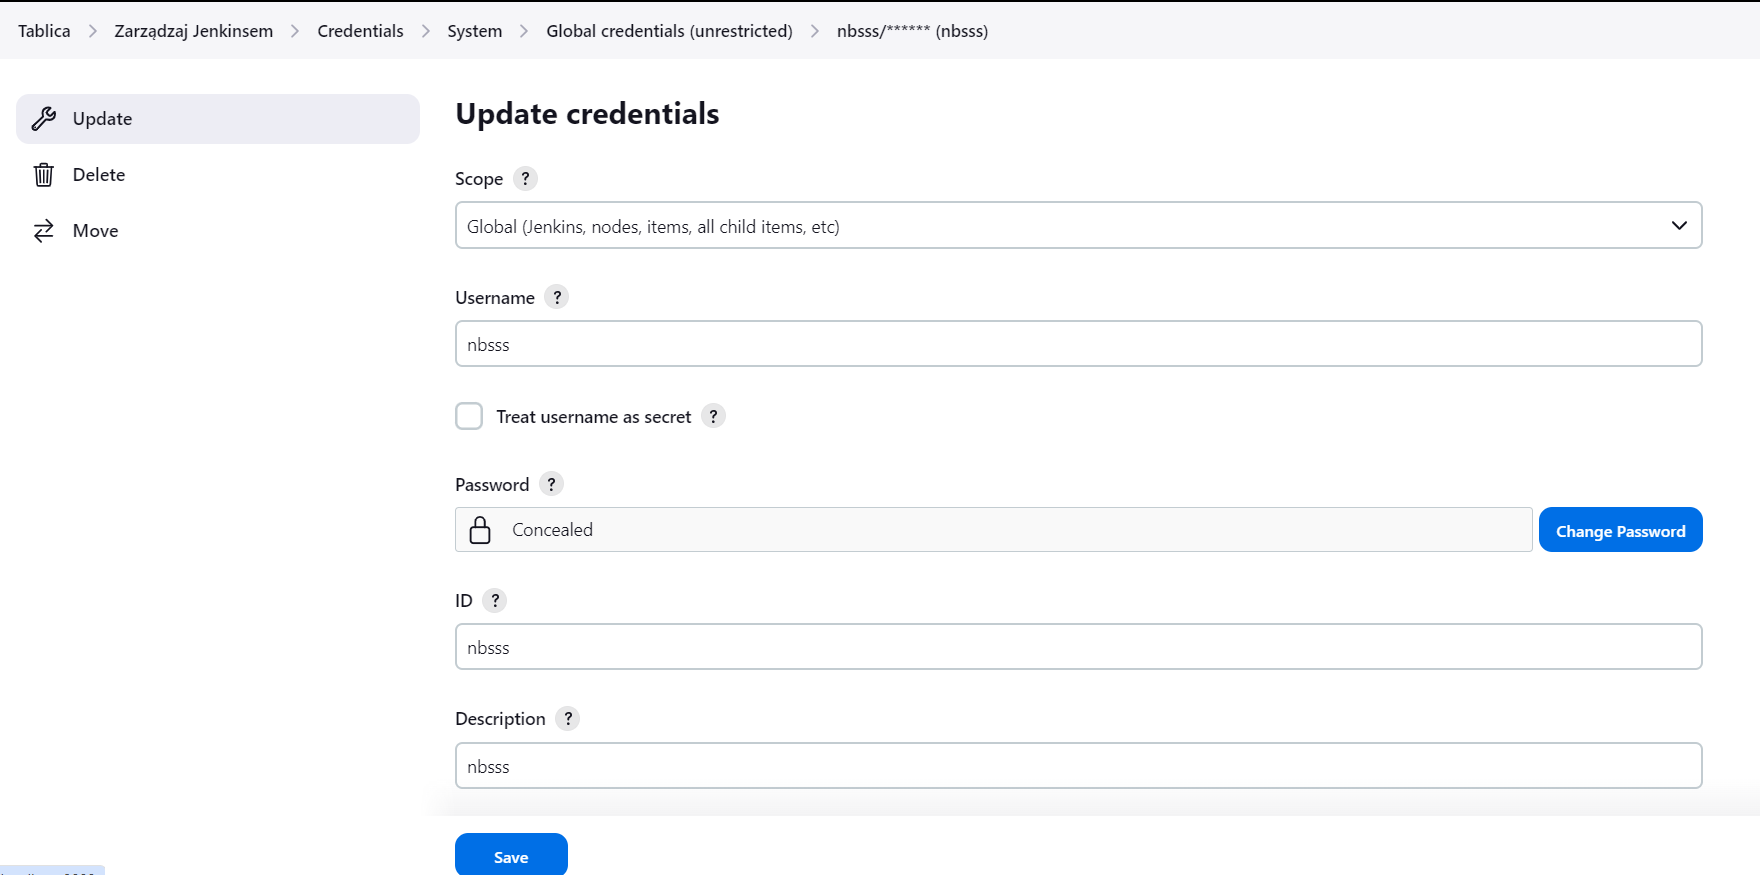 Tablica > Zarządzaj Jenkinsem > Credentials > System > Global credentials (unrestricted) > nbsss/****** (nbsss)
Update
Delete
Move
Update credentials
Scope ?
Global (Jenkins, nodes, items, all child items, etc)
Username ?
nbsss
Treat username as secret ?
Password ?
Concealed
Change Password
ID ?
nbsss
Description ?
nbsss
Save